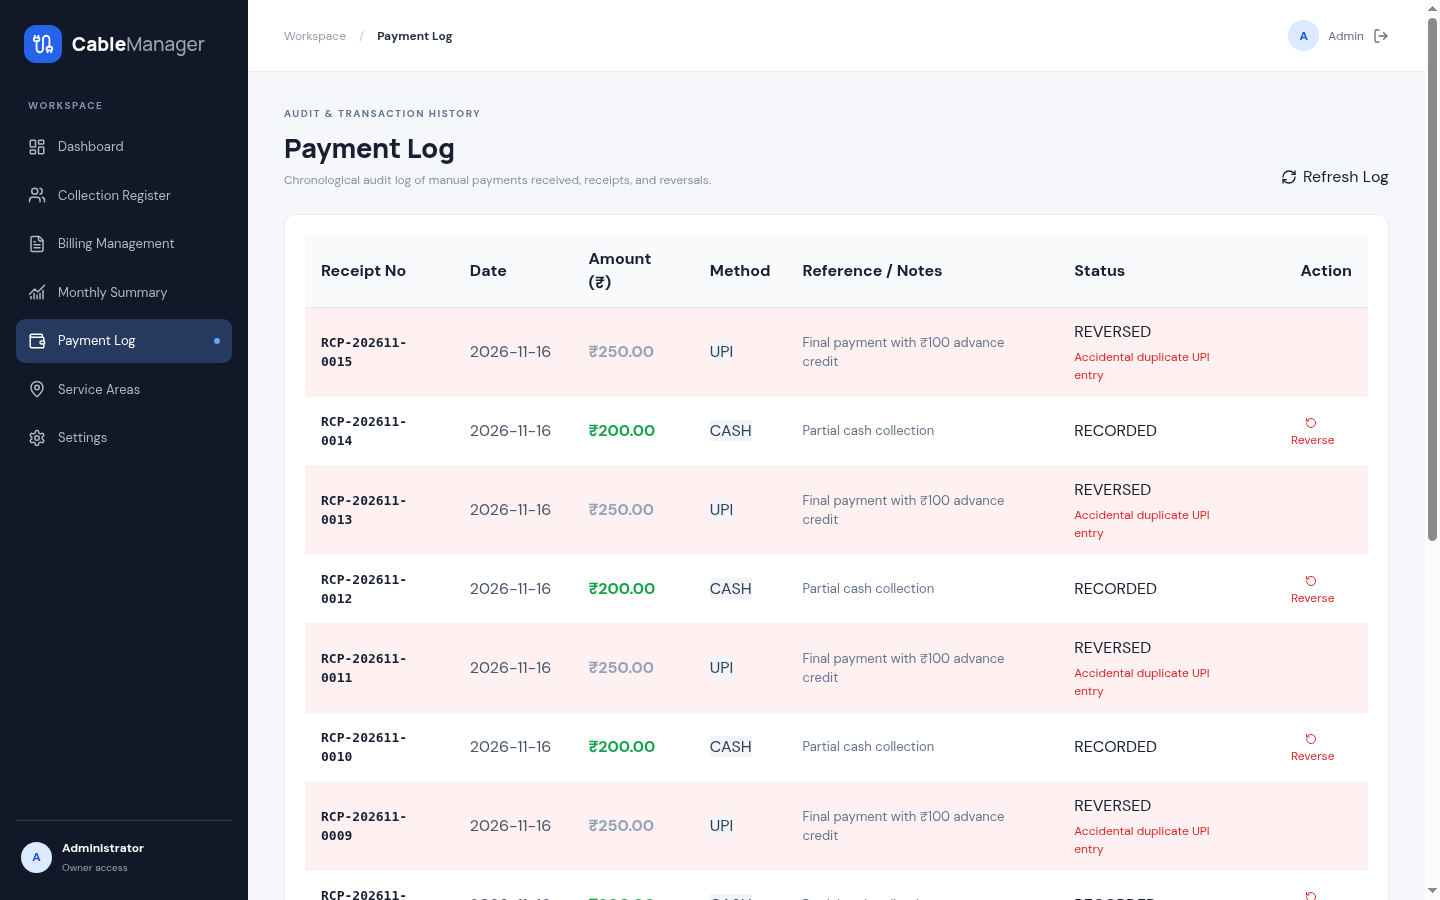 CableManager
Workspace / Payment Log
A Admin
WORKSPACE
Dashboard
Collection Register
Billing Management
Monthly Summary
Payment Log
Service Areas
Settings
A Administrator
Owner access
AUDIT & TRANSACTION HISTORY
Payment Log
Chronological audit log of manual payments received, receipts, and reversals.
Refresh Log
Receipt No Date Amount (₹) Method Reference / Notes Status Action
RCP-202611-0015 2026-11-16 ₹250.00 UPI Final payment with ₹100 advance credit REVERSED Accidental duplicate UPI entry
RCP-202611-0014 2026-11-16 ₹200.00 CASH Partial cash collection RECORDED Reverse
RCP-202611-0013 2026-11-16 ₹250.00 UPI Final payment with ₹100 advance credit REVERSED Accidental duplicate UPI entry
RCP-202611-0012 2026-11-16 ₹200.00 CASH Partial cash collection RECORDED Reverse
RCP-202611-0011 2026-11-16 ₹250.00 UPI Final payment with ₹100 advance credit REVERSED Accidental duplicate UPI entry
RCP-202611-0010 2026-11-16 ₹200.00 CASH Partial cash collection RECORDED Reverse
RCP-202611-0009 2026-11-16 ₹250.00 UPI Final payment with ₹100 advance credit REVERSED Accidental duplicate UPI entry
RCP-202611-